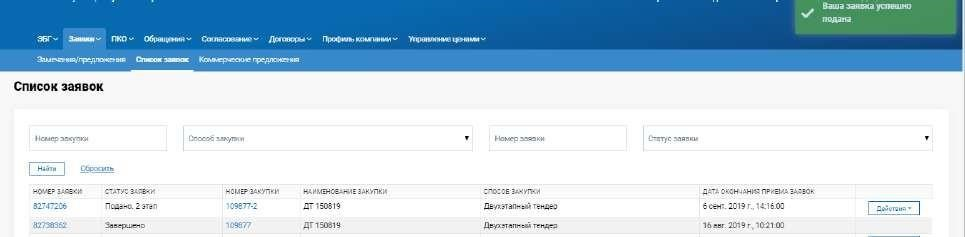 Ваша заявка успешно
подана
ЭБГ Заявки ПКО Обращения Согласование Договоры Профиль компании Управление ценами
Замечания/предложения Список заявок Коммерческие предложения
Список заявок
Номер закупки Способ закупки Номер заявки Статус заявки
Найти Сбросить
НОМЕР ЗАЯВКИ СТАТУС ЗАЯВКИ НОМЕР ЗАКУПКИ НАИМЕНОВАНИЕ ЗАКУПКИ СПОСОБ ЗАКУПКИ ДАТА ОКОНЧАНИЯ ПРИЕМА ЗАЯВОК
82747206 Подано, 2 этап 109877-2 ДТ 150819 Двухэтапный тендер 6 сент. 2019 г., 14:16:00 Действия
82738352 Завершено 109877 ДТ 150819 Двухэтапный тендер 16 авг. 2019 г., 10:21:00